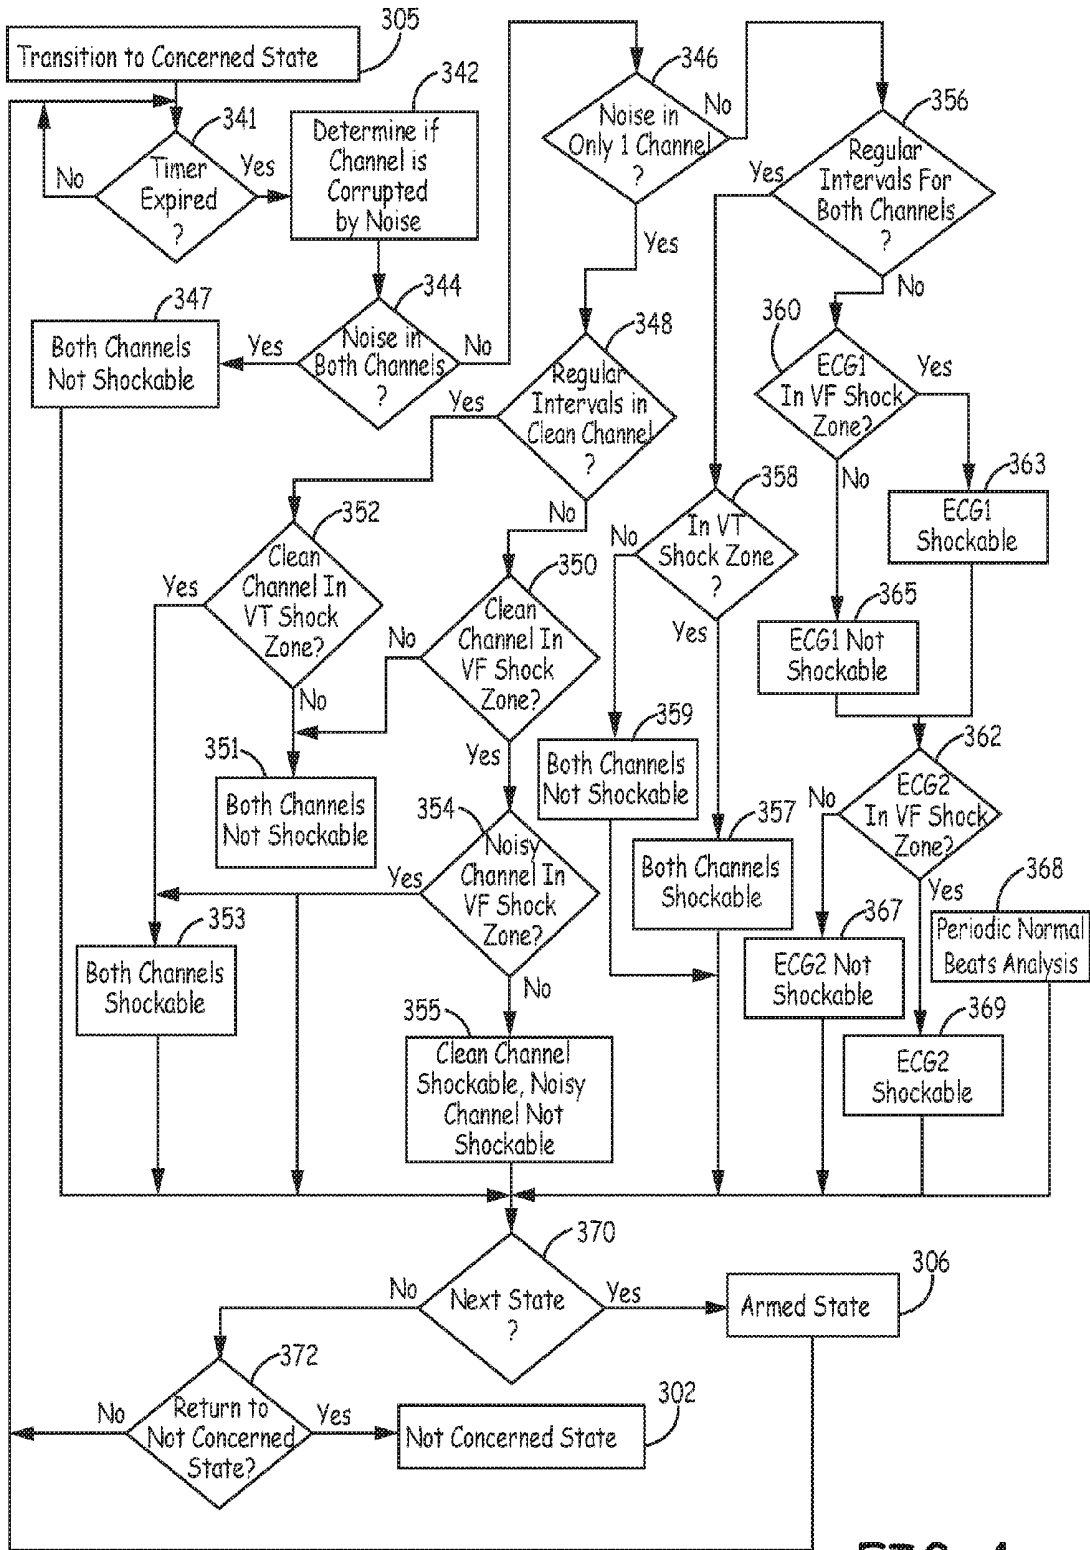 305
Transition to Concerned State
341
Timer
Expired
?
No
Yes
342
Determine if
Channel is
Corrupted
by Noise
344
Noise in
Both Channels
?
Yes
No
347
Both Channels
Not Shockable
346
Noise in
Only 1 Channel
?
No
Yes
348
Regular
Intervals in
Clean Channel
?
Yes
No
356
Regular
Intervals For
Both Channels
?
Yes
No
360
ECG1
In VF Shock
Zone?
Yes
No
363
ECG1
Shockable
365
ECG1 Not
Shockable
358
In VT
Shock Zone
?
No
Yes
352
Clean
Channel In
VT Shock
Zone?
Yes
No
350
Clean
Channel In
VF Shock
Zone?
No
Yes
351
Both Channels
Not Shockable
359
Both Channels
Not Shockable
357
Both Channels
Shockable
362
ECG2
In VF Shock
Zone?
No
Yes
354
Noisy
Channel In
VF Shock
Zone?
Yes
No
353
Both Channels
Shockable
367
ECG2 Not
Shockable
368
Periodic Normal
Beats Analysis
369
ECG2
Shockable
355
Clean Channel
Shockable, Noisy
Channel Not
Shockable
370
Next State
?
No
Yes
306
Armed State
372
Return to
Not Concerned
State?
No
Yes
302
Not Concerned State